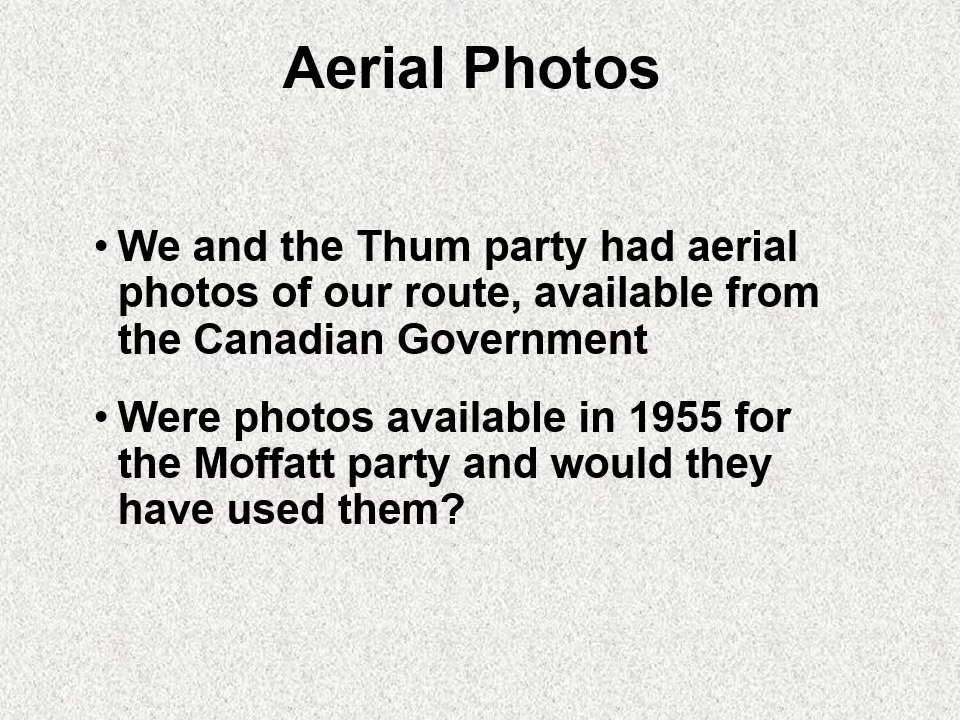 Aerial Photos
• We and the Thum party had aerial
photos of our route, available from
the Canadian Government
• Were photos available in 1955 for
the Moffatt party and would they
have used them?